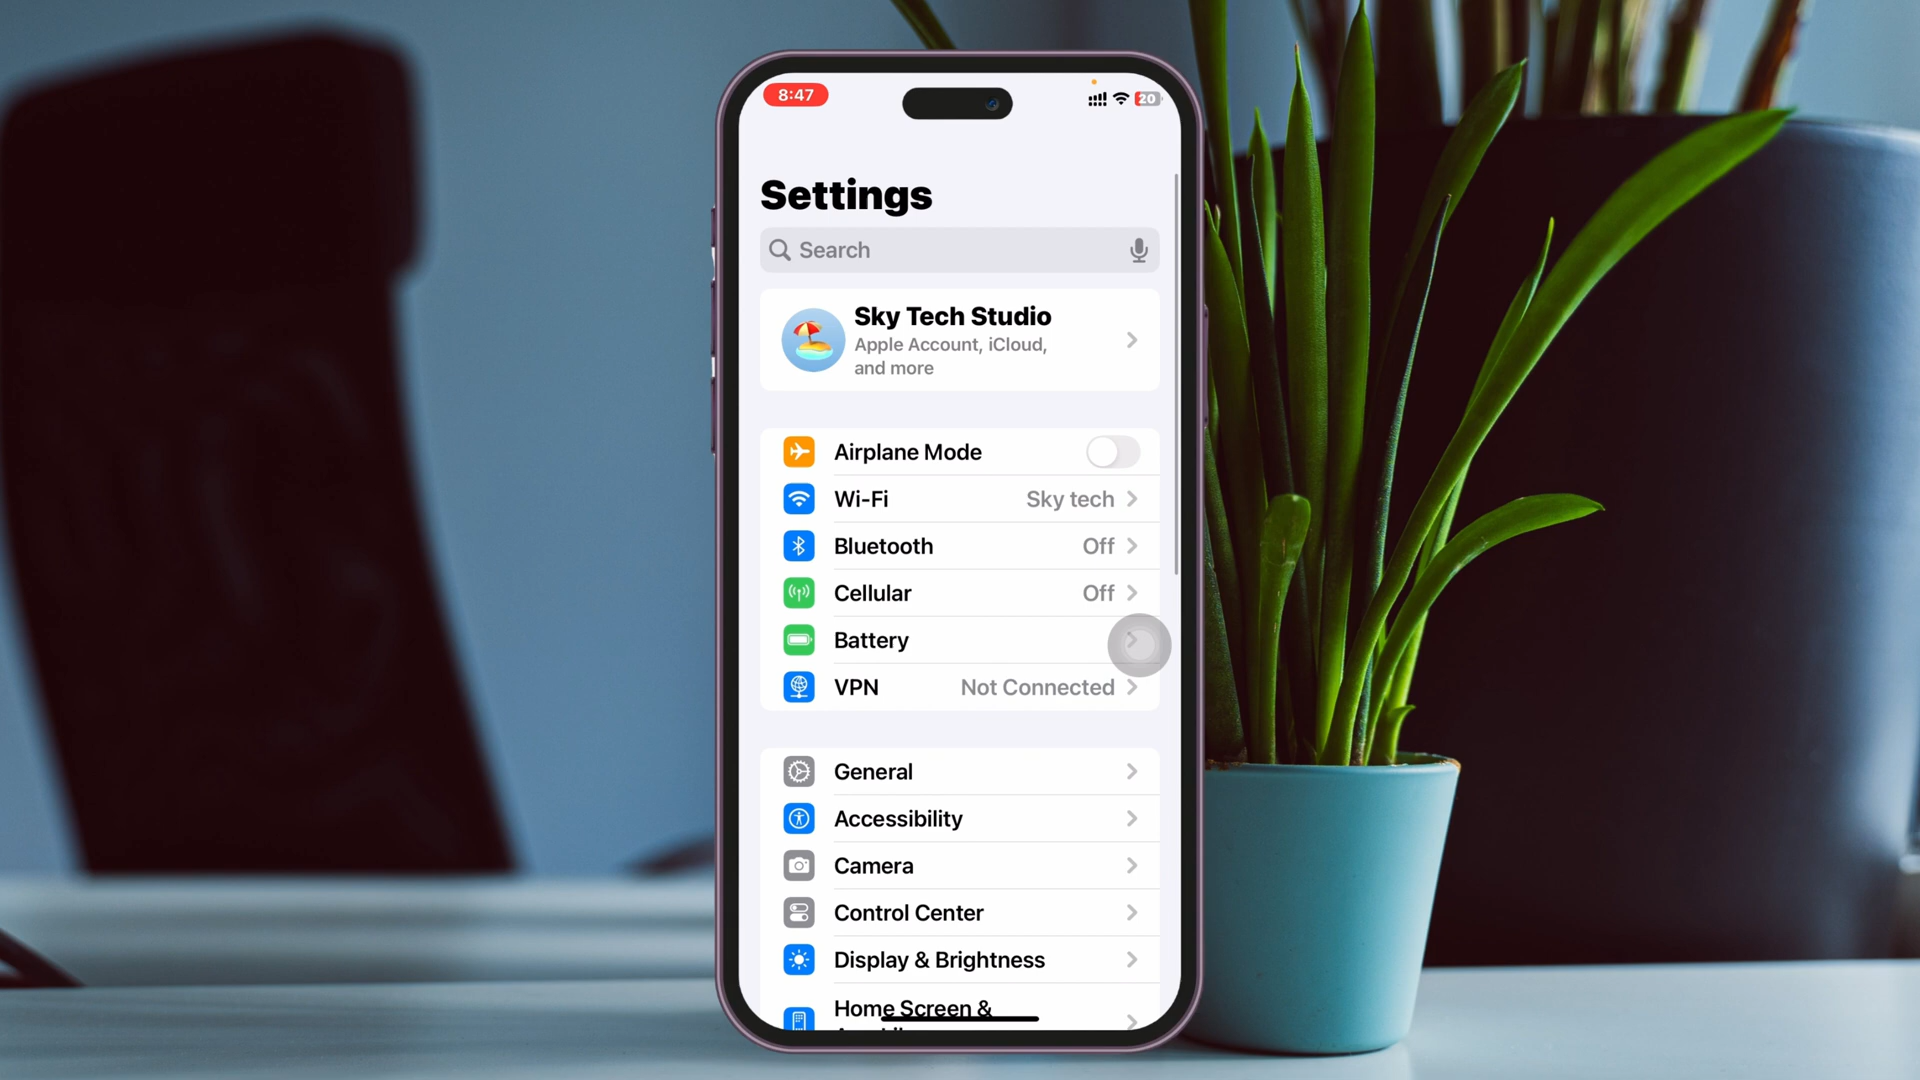 8:47
20
Settings
Search
Sky Tech Studio
Apple Account, iCloud,
and more
Airplane Mode
Wi-Fi Sky tech
Bluetooth Off
Cellular Off
Battery
VPN Not Connected
General
Accessibility
Camera
Control Center
Display & Brightness
Home Screen &